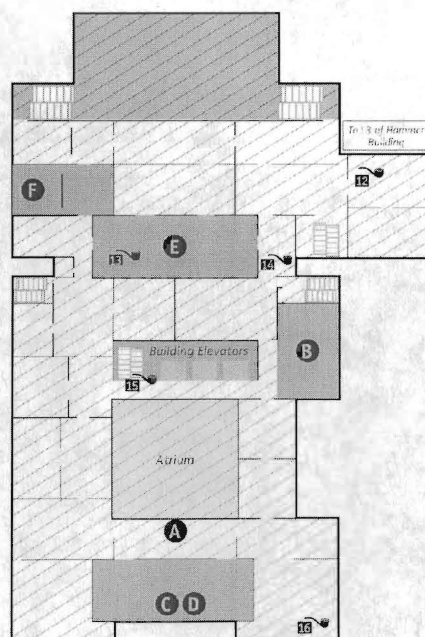 To 13 of Hammer
Building
12
F
13
E
14
B
Building Elevators
15
Atrium
A
C D
16